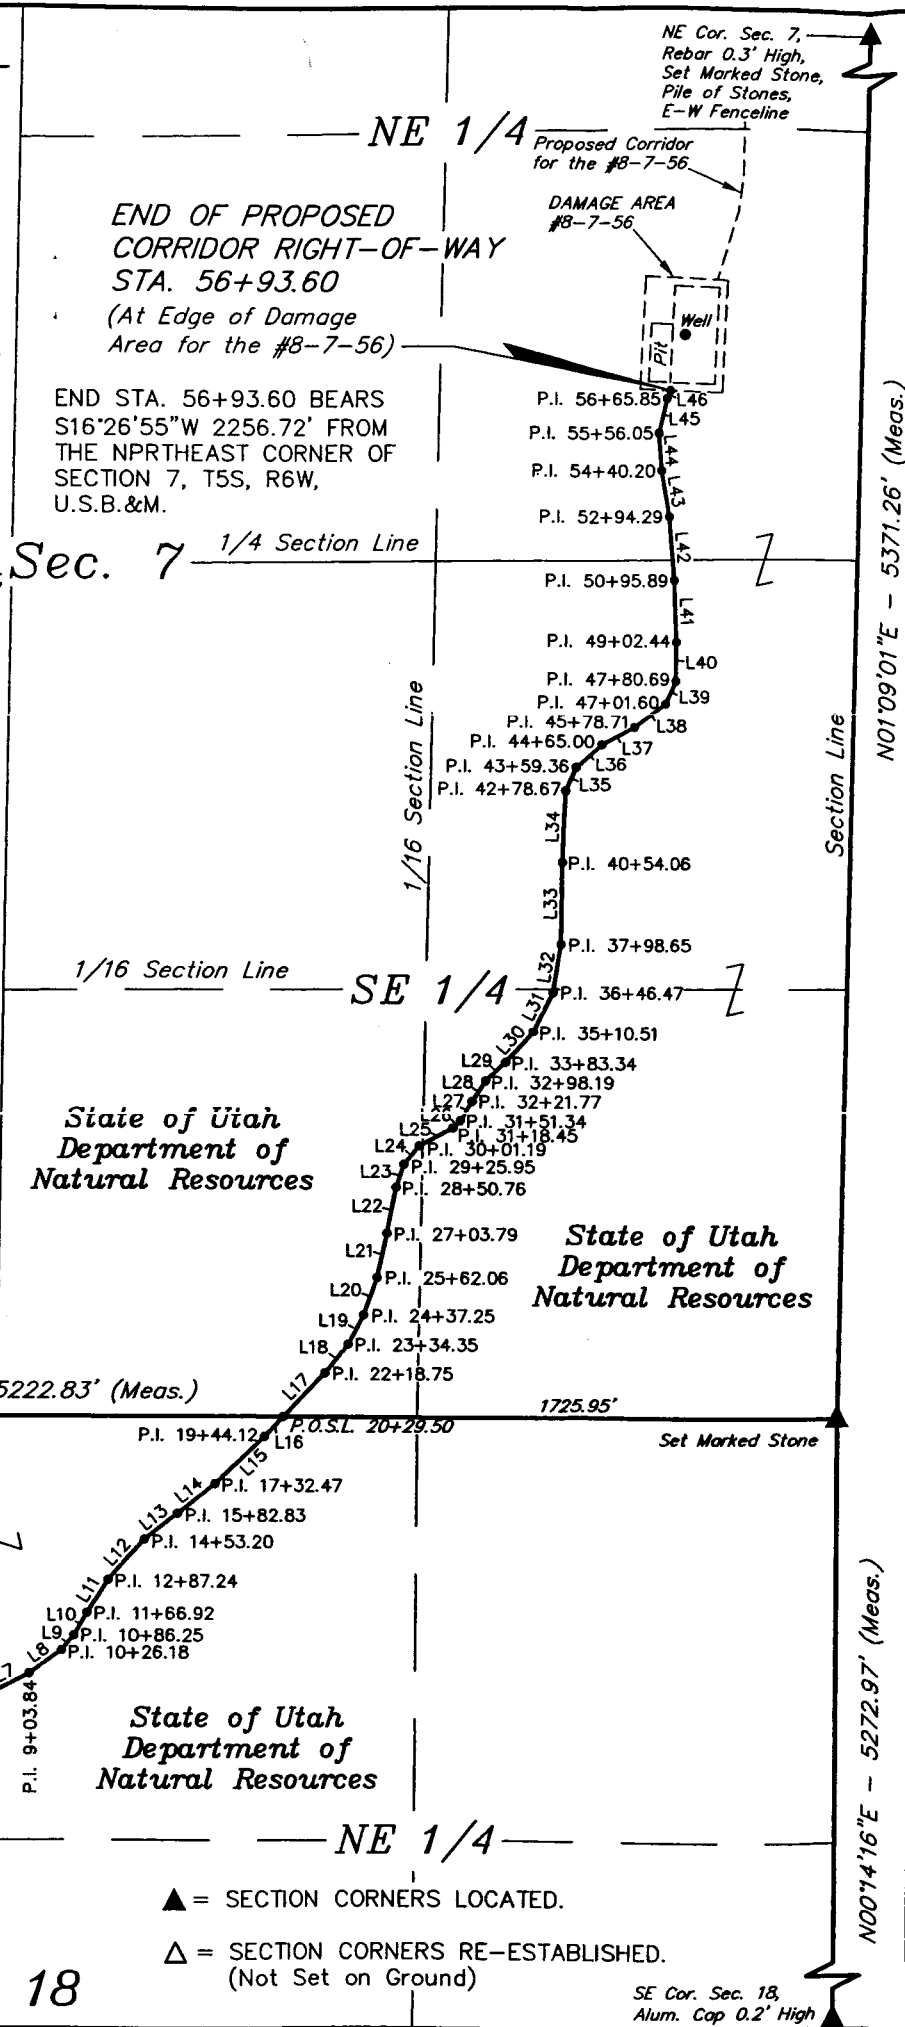 NE Cor. Sec. 7,
Rebar 0.3' High,
Set Marked Stone,
Pile of Stones,
E-W Fenceline
NE 1/4
Proposed Corridor
for the #8-7-56
DAMAGE AREA
#8-7-56
END OF PROPOSED
CORRIDOR RIGHT-OF-WAY
STA. 56+93.60
(At Edge of Damage
Area for the #8-7-56)
Well
Pit
END STA. 56+93.60 BEARS
S16°26'55"W 2256.72' FROM
THE NPRTHEAST CORNER OF
SECTION 7, T5S, R6W,
U.S.B.&M.
P.I. 56+65.85
L46
L45
P.I. 55+56.05
L44
P.I. 54+40.20
L43
P.I. 52+94.29
N01°09'01"E - 5371.26' (Meas.)
Sec. 7
1/4 Section Line
L42
P.I. 50+95.89
L41
P.I. 49+02.44
L40
P.I. 47+80.69
L39
P.I. 47+01.60
L38
P.I. 45+78.71
L37
P.I. 44+65.00
L36
P.I. 43+59.36
L35
P.I. 42+78.67
1/16 Section Line
Section Line
L34
P.I. 40+54.06
L33
P.I. 37+98.65
1/16 Section Line
L32
SE 1/4
P.I. 36+46.47
L31
P.I. 35+10.51
L30
P.I. 33+83.34
L29
P.I. 32+98.19
L28
P.I. 32+21.77
L27
P.I. 31+51.34
L26
P.I. 31+18.45
L25
P.I. 30+01.19
L24
P.I. 29+25.95
L23
P.I. 28+50.76
State of Utah
Department of
Natural Resources
L22
P.I. 27+03.79
L21
P.I. 25+62.06
L20
P.I. 24+37.25
L19
P.I. 23+34.35
L18
P.I. 22+18.75
State of Utah
Department of
Natural Resources
L17
5222.83' (Meas.)
1725.95'
P.O.S.L. 20+29.50
P.I. 19+44.12
L16
Set Marked Stone
L15
P.I. 17+32.47
L14
P.I. 15+82.83
L13
P.I. 14+53.20
L12
P.I. 12+87.24
L11
P.I. 11+66.92
L10
P.I. 10+86.25
L9
P.I. 10+26.18
L8
L7
P.I. 9+03.84
N00°14'16"E - 5272.97' (Meas.)
State of Utah
Department of
Natural Resources
NE 1/4
▲ = SECTION CORNERS LOCATED.
△ = SECTION CORNERS RE-ESTABLISHED.
(Not Set on Ground)
18
SE Cor. Sec. 18,
Alum. Cap 0.2' High